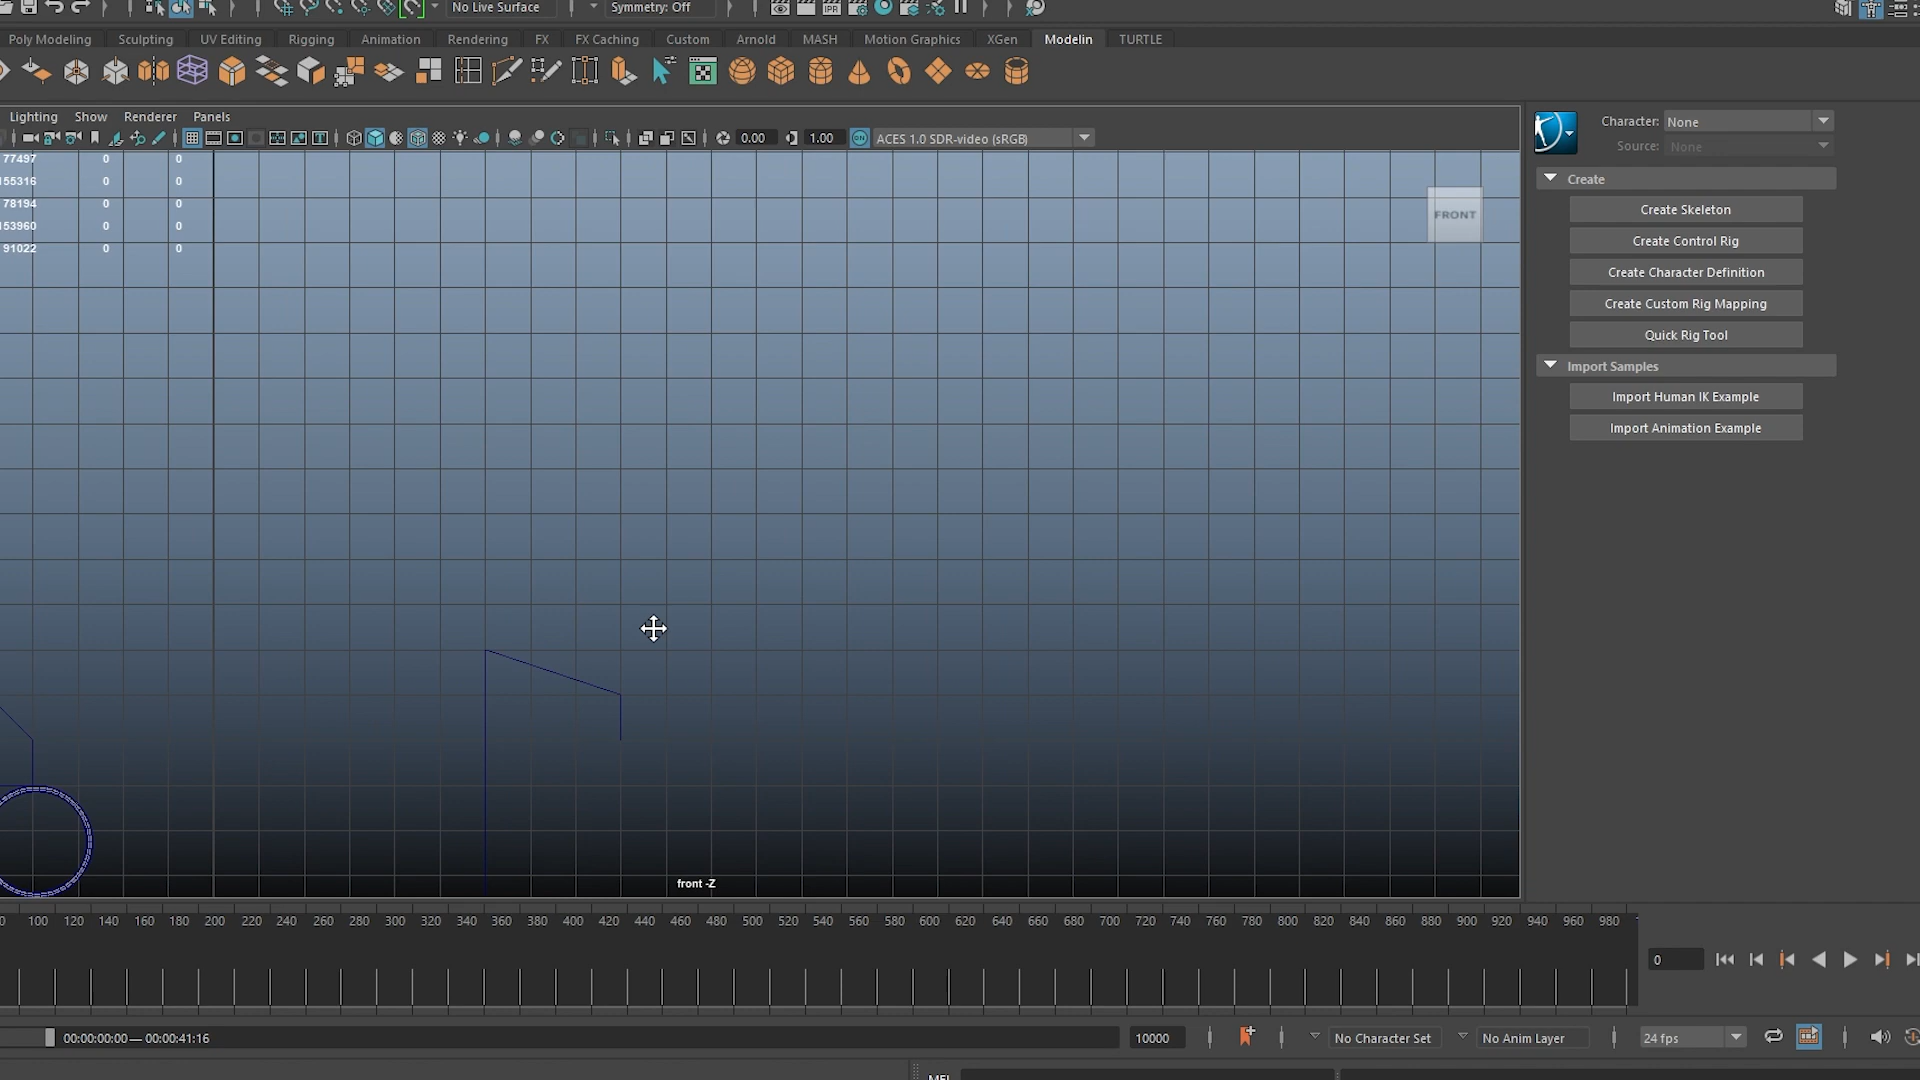 No Live Surface Symmetry: Off IPR
Poly Modeling Sculpting UV Editing Rigging Animation Rendering FX FX Caching Custom Arnold MASH Motion Graphics XGen Modelin TURTLE
Lighting Show Renderer Panels
0.00 1.00 ON ACES 1.0 SDR-video (sRGB)
77497 0 0
155316 0 0
78194 0 0
153960 0 0
91022 0 0
FRONT
front -Z
Character: None
Source: None
Create
Create Skeleton
Create Control Rig
Create Character Definition
Create Custom Rig Mapping
Quick Rig Tool
Import Samples
Import Human IK Example
Import Animation Example
0 100 120 140 160 180 200 220 240 260 280 300 320 340 360 380 400 420 440 460 480 500 520 540 560 580 600 620 640 660 680 700 720 740 760 780 800 820 840 860 880 900 920 940 960 980
0
00:00:00:00 — 00:00:41:16 10000 No Character Set No Anim Layer 24 fps
MEL